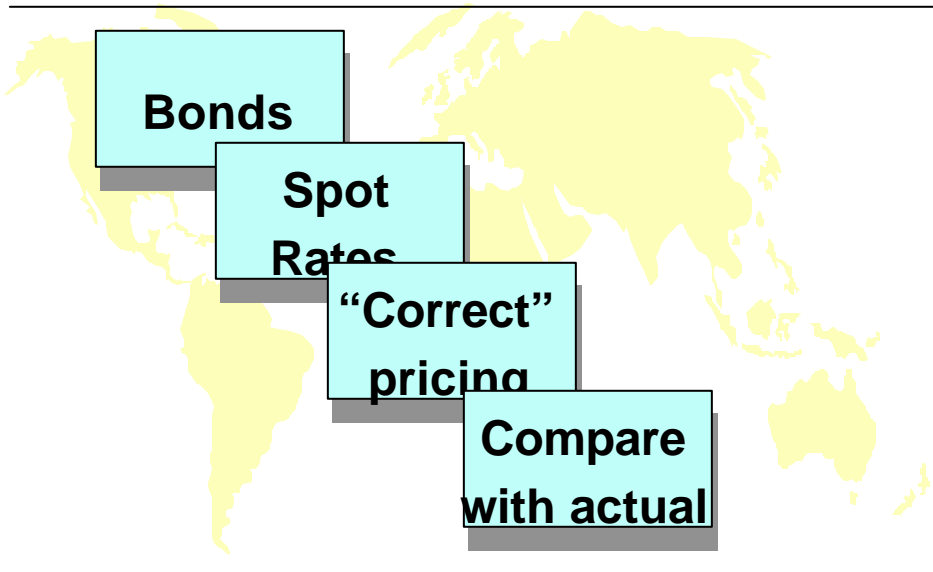 Bonds
Spot
Rates
“Correct”
pricing
Compare
with actual